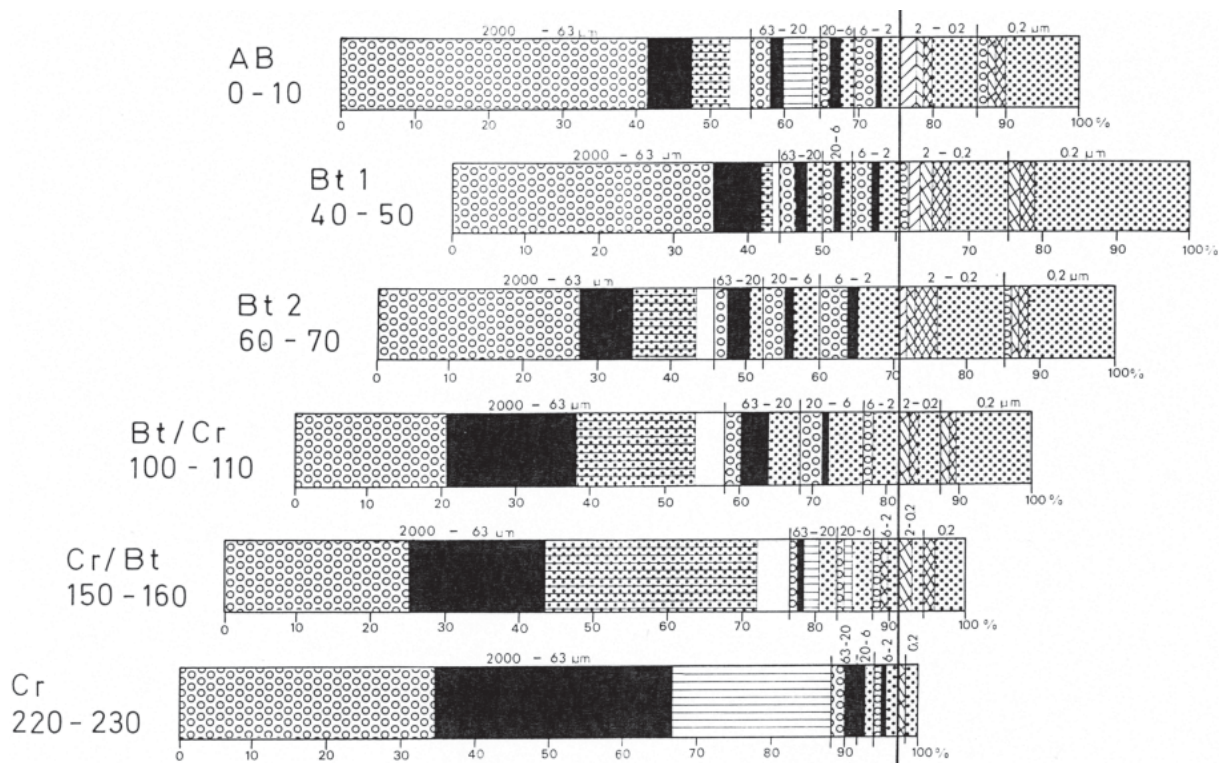 2000 - 63 µm 63-20 20-6 6-2 2-0.2 0.2 µm
AB
0-10
0 10 20 30 40 50 60 70 80 90 100 %
2000 - 63 µm 63-20 20-6 6-2 2-0.2 0.2 µm
Bt 1
40-50
0 10 20 30 40 50 60 70 80 90 100 %
2000 - 63 µm 63-20 20-6 6-2 2-0.2 0.2 µm
Bt 2
60-70
0 10 20 30 40 50 60 70 80 90 100 %
2000 - 63 µm 63-20 20-6 6-2 2-0.2 0.2 µm
Bt/Cr
100-110
0 10 20 30 40 50 60 70 80 90 100 %
2000 - 63 µm 63-20 20-6 6-2 2-0.2 0.2
Cr/Bt
150-160
0 10 20 30 40 50 60 70 80 90 100 %
2000 - 63 µm 63-20 20-6 6-2 0.2
Cr
220-230
0 10 20 30 40 50 60 70 80 90 100 %